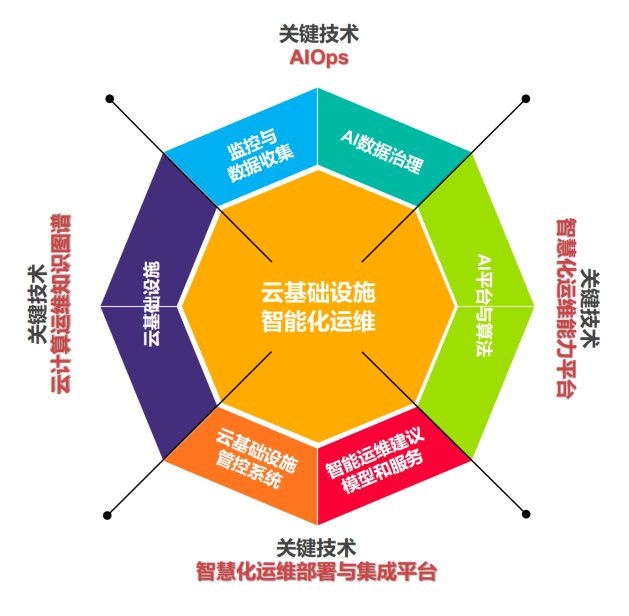 关键技术
AIOps
监控与
数据收集
AI数据治理
关键技术
云计算运维知识图谱
云基础设施
云基础设施
智能化运维
AI平台与算法
关键技术
智慧化运维能力平台
云基础设施
管控系统
智能运维建议
模型和服务
关键技术
智慧化运维部署与集成平台